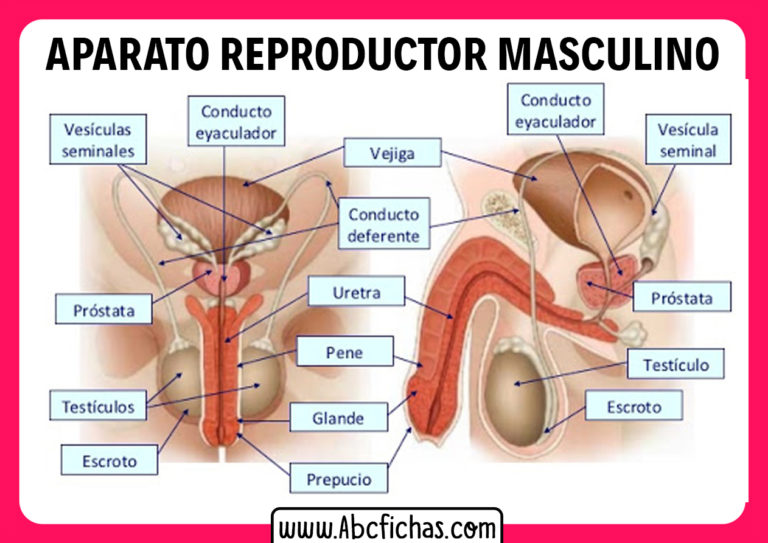 APARATO REPRODUCTOR MASCULINO
Vesículas
seminales
Conducto
eyaculador
Vejiga
Conducto
deferente
Uretra
Próstata
Pene
Testículos
Glande
Escroto
Prepucio
Conducto
eyaculador
Vesícula
seminal
Próstata
Testículo
Escroto
www.Abcfichas.com